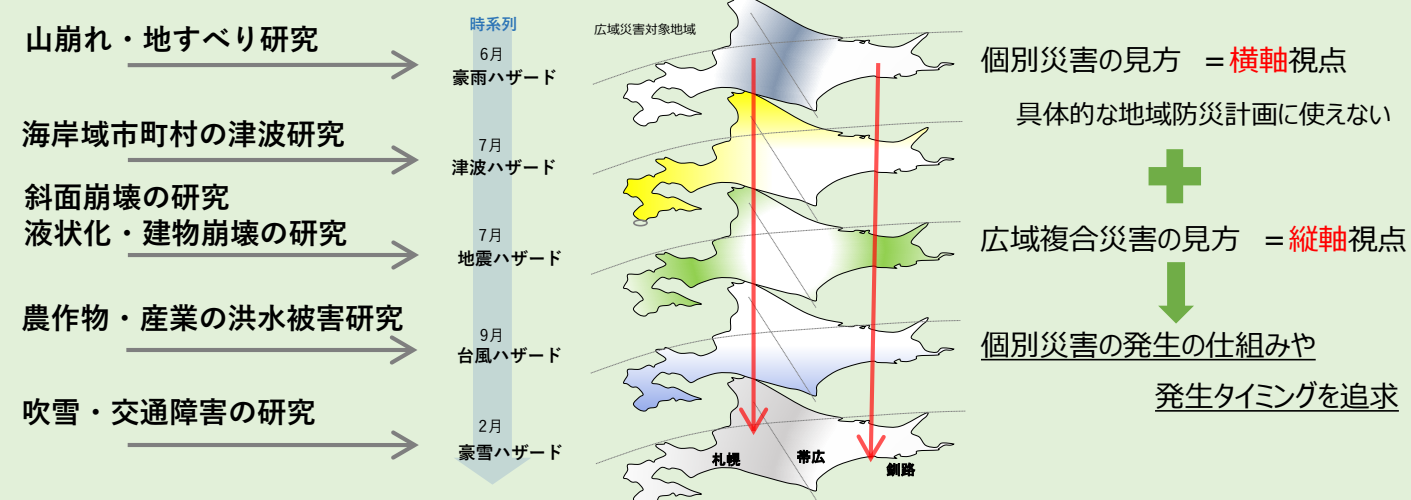 山崩れ・地すべり研究
海岸域市町村の津波研究
斜面崩壊の研究
液状化・建物崩壊の研究
農作物・産業の洪水被害研究
吹雪・交通障害の研究
時系列
6月
豪雨ハザード
7月
津波ハザード
7月
地震ハザード
9月
台風ハザード
2月
豪雪ハザード
広域災害対象地域
札幌
帯広
釧路
個別災害の見方 =横軸視点
具体的な地域防災計画に使えない
広域複合災害の見方 =縦軸視点
個別災害の発生の仕組みや
発生タイミングを追求